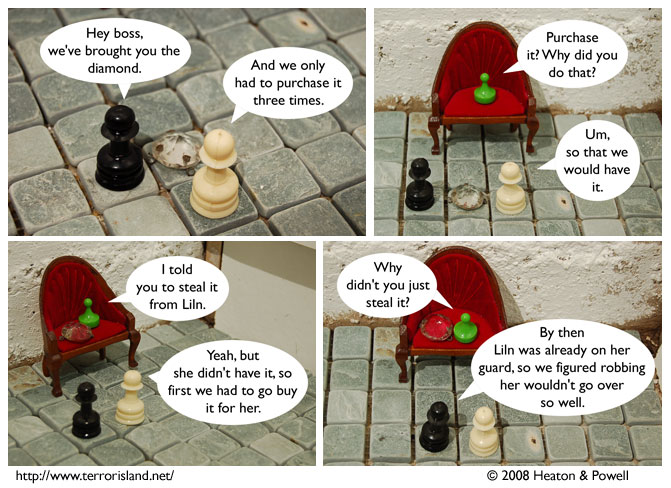 Hey boss,
we've brought you the
diamond.
And we only
had to purchase it
three times.
Purchase
it? Why did you
do that?
Um,
so that we
would have
it.
I told
you to steal it
from Liln.
Yeah, but
she didn't have it, so
first we had to go buy
it for her.
Why
didn't you just
steal it?
By then
Liln was already on her
guard, so we figured robbing
her wouldn't go over
so well.
http://www.terrorisland.net/
© 2008 Heaton & Powell